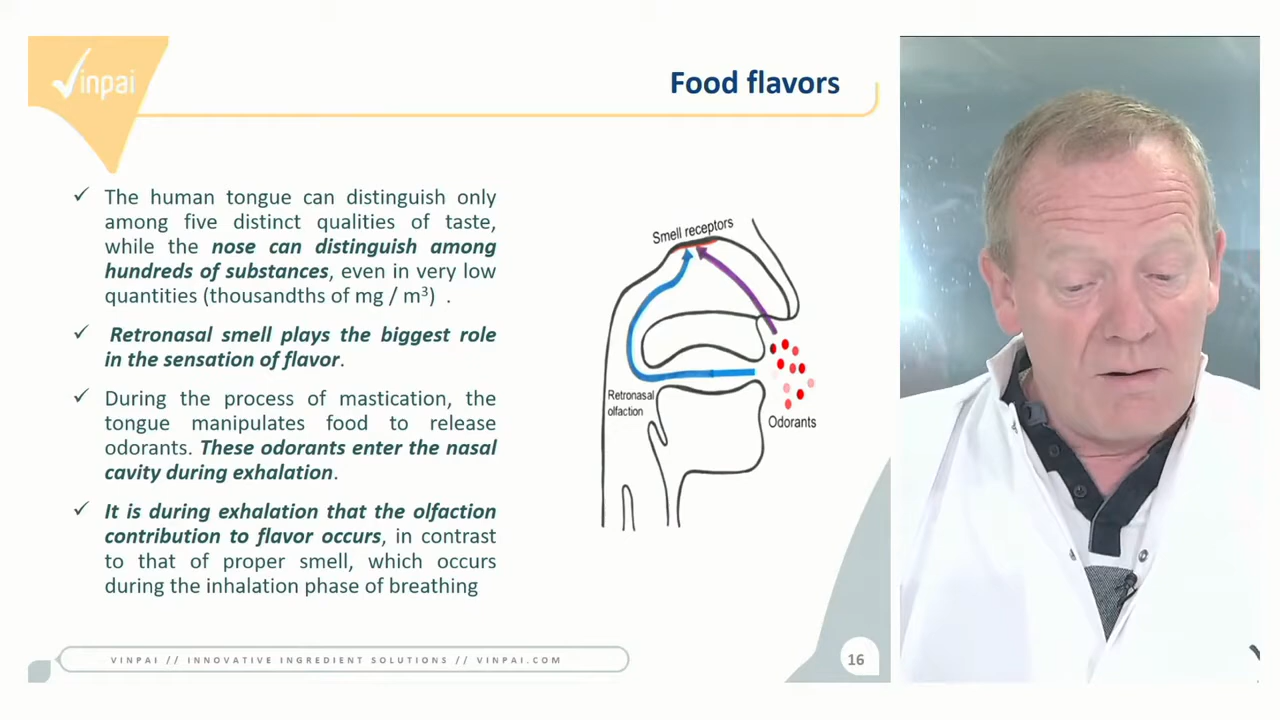 Vinpai
Food flavors
The human tongue can distinguish only
among five distinct qualities of taste,
while the nose can distinguish among
hundreds of substances, even in very low
quantities (thousandths of mg / m³) .
Retronasal smell plays the biggest role
in the sensation of flavor.
During the process of mastication, the
tongue manipulates food to release
odorants. These odorants enter the nasal
cavity during exhalation.
It is during exhalation that the olfaction
contribution to flavor occurs, in contrast
to that of proper smell, which occurs
during the inhalation phase of breathing
Smell receptors
Retronasal
olfaction
Odorants
VINPAI // INNOVATIVE INGREDIENT SOLUTIONS // VINPAI.COM
16